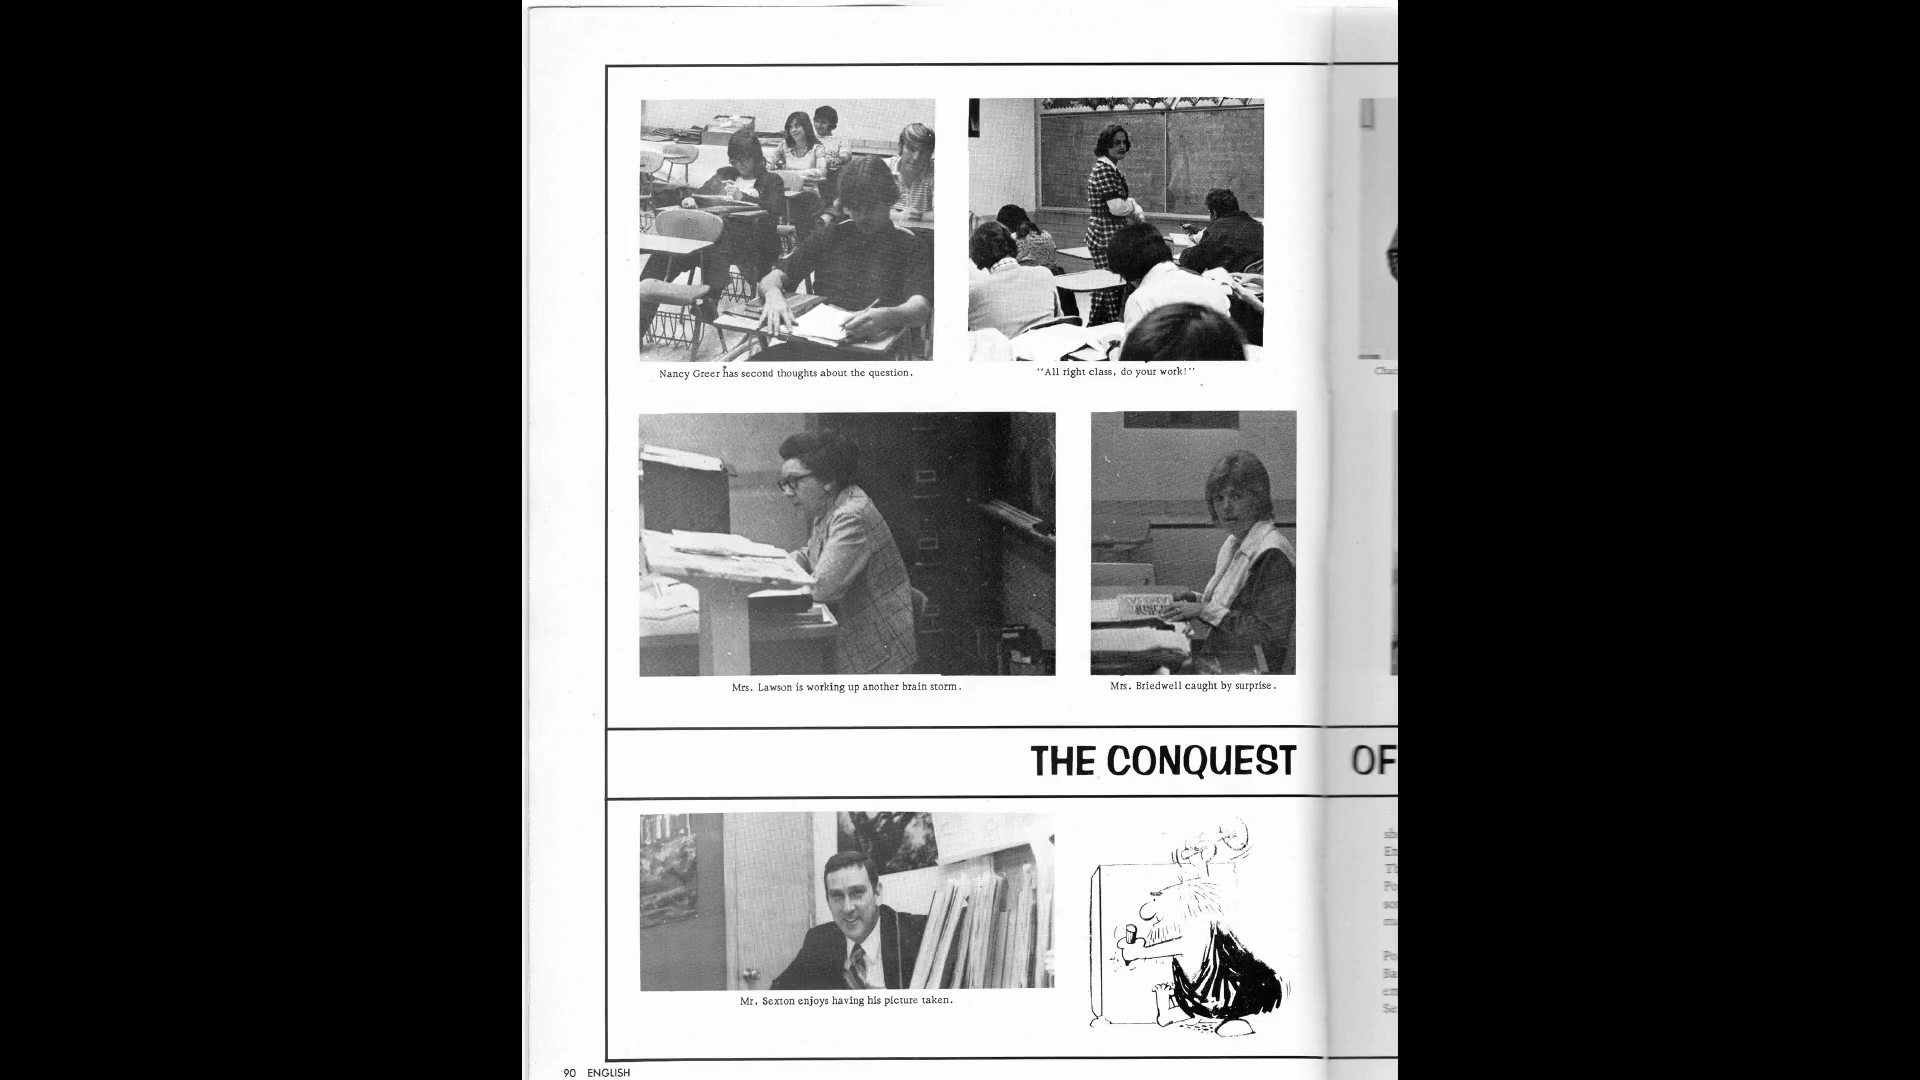 Nancy Greer has second thoughts about the question.
"All right class, do your work!"
Mrs. Lawson is working up another brain storm.
Mrs. Briedwell caught by surprise.
THE CONQUEST OF
Mr. Sexton enjoys having his picture taken.
90 ENGLISH